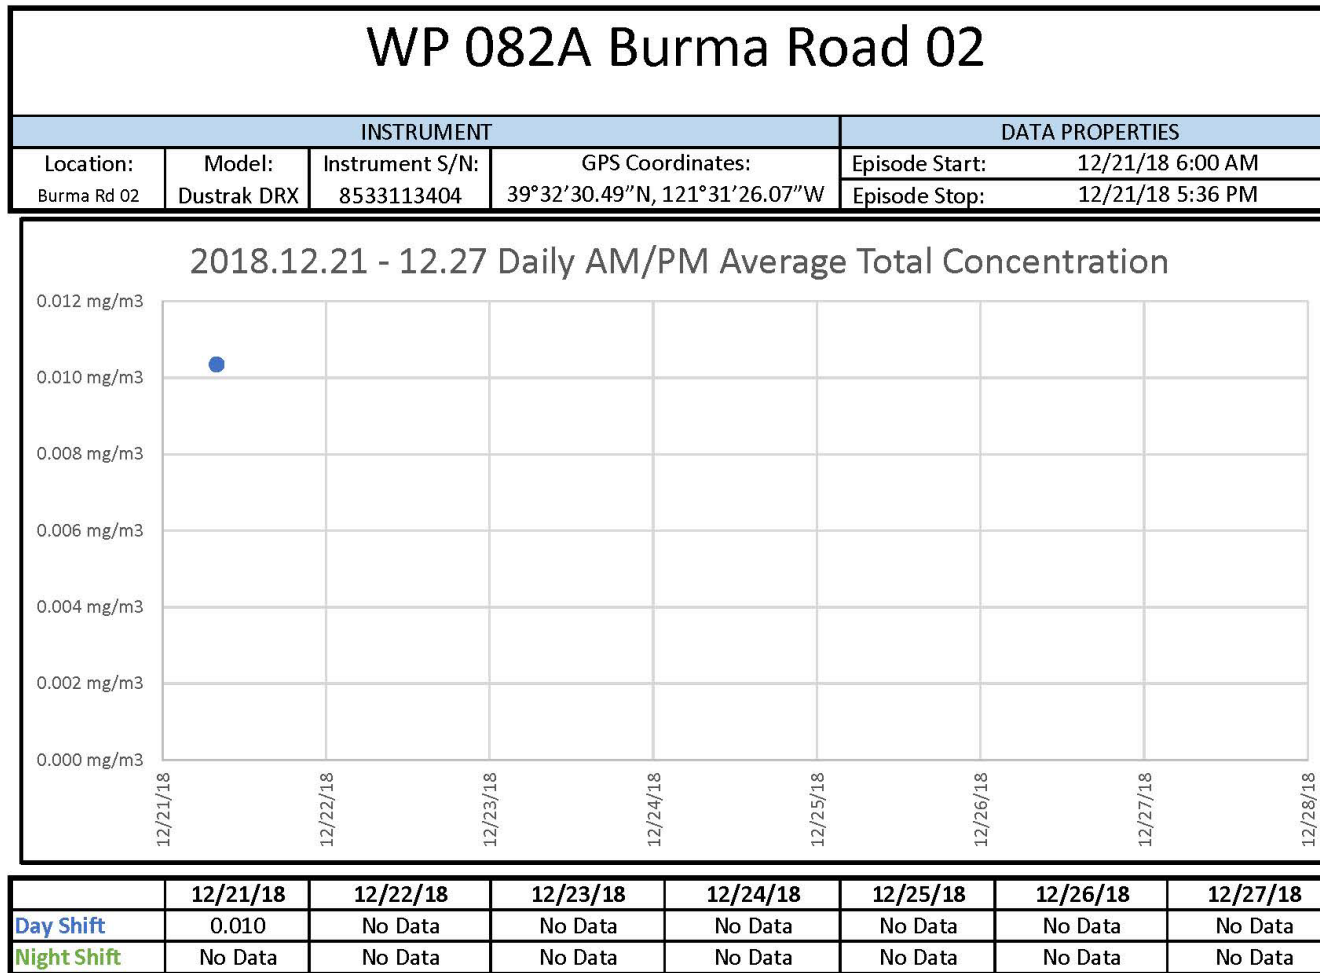 WP 082A Burma Road 02
INSTRUMENT DATA PROPERTIES
Location: Model: Instrument S/N: GPS Coordinates: Episode Start: 12/21/18 6:00 AM
Burma Rd 02 Dustrak DRX 8533113404 39°32'30.49"N, 121°31'26.07"W Episode Stop: 12/21/18 5:36 PM
2018.12.21 - 12.27 Daily AM/PM Average Total Concentration
0.012 mg/m3
0.010 mg/m3
0.008 mg/m3
0.006 mg/m3
0.004 mg/m3
0.002 mg/m3
0.000 mg/m3
12/21/18 12/22/18 12/23/18 12/24/18 12/25/18 12/26/18 12/27/18 12/28/18
12/21/18 12/22/18 12/23/18 12/24/18 12/25/18 12/26/18 12/27/18
Day Shift 0.010 No Data No Data No Data No Data No Data No Data
Night Shift No Data No Data No Data No Data No Data No Data No Data